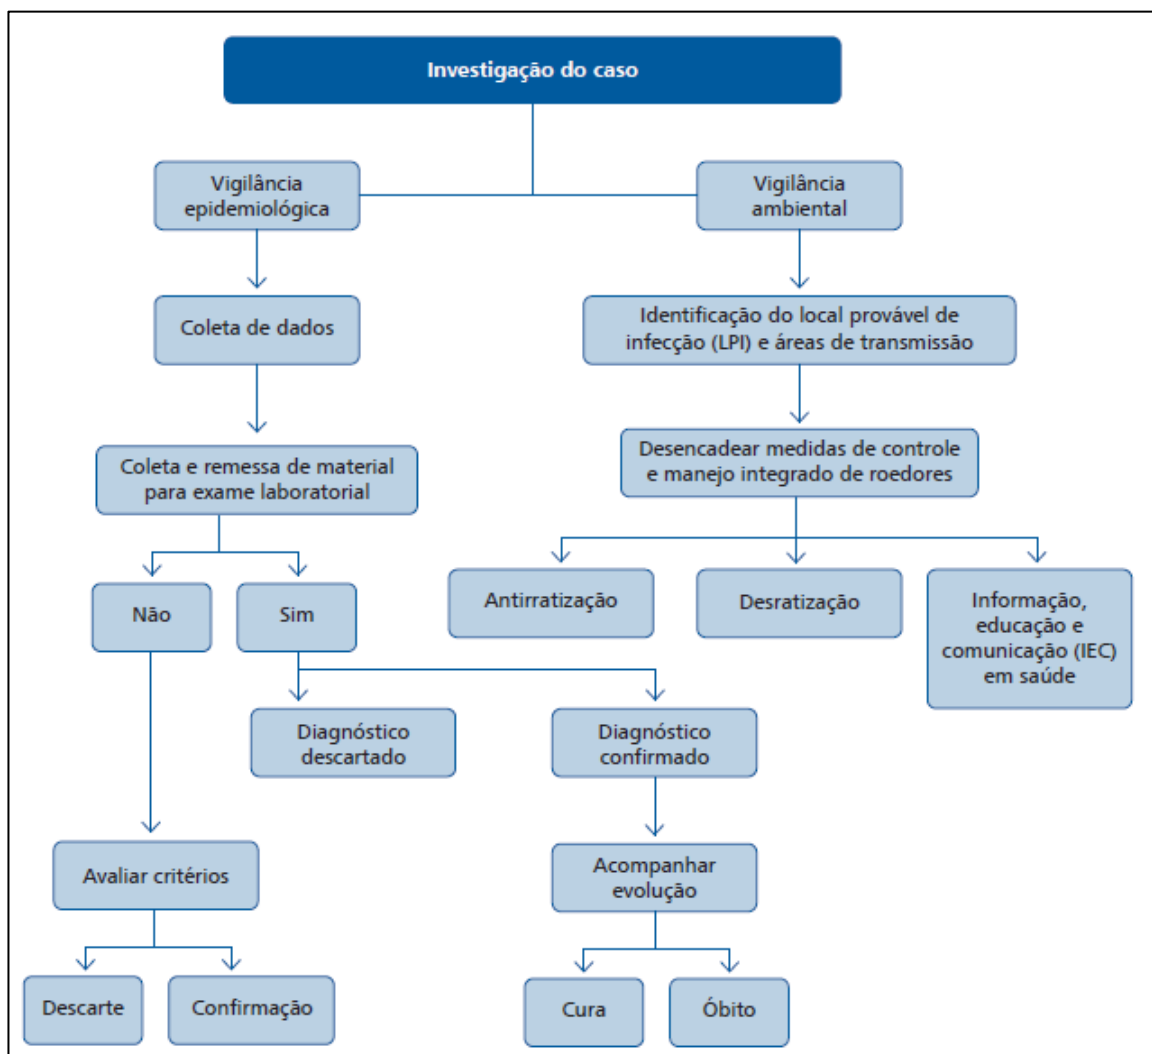 Investigação do caso
Vigilância
epidemiológica
Vigilância
ambiental
Coleta de dados
Identificação do local provável de
infecção (LPI) e áreas de transmissão
Coleta e remessa de material
para exame laboratorial
Desencadear medidas de controle
e manejo integrado de roedores
Não
Sim
Antirratização
Desratização
Informação,
educação e
comunicação (IEC)
em saúde
Diagnóstico
descartado
Diagnóstico
confirmado
Avaliar critérios
Acompanhar
evolução
Descarte
Confirmação
Cura
Óbito